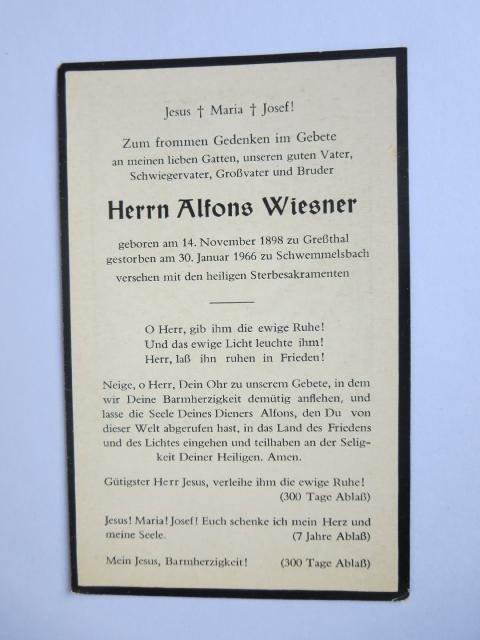 Jesus † Maria † Josef!
Zum frommen Gedenken im Gebete
an meinen lieben Gatten, unseren guten Vater,
Schwiegervater, Großvater und Bruder
Herrn Alfons Wiesner
geboren am 14. November 1898 zu Greßthal
gestorben am 30. Januar 1966 zu Schwemmelsbach
versehen mit den heiligen Sterbesakramenten
O Herr, gib ihm die ewige Ruhe!
Und das ewige Licht leuchte ihm!
Herr, laß ihn ruhen in Frieden!
Neige, o Herr, Dein Ohr zu unserem Gebete, in dem
wir Deine Barmherzigkeit demütig anflehen, und
lasse die Seele Deines Dieners Alfons, den Du von
dieser Welt abgerufen hast, in das Land des Friedens
und des Lichtes eingehen und teilhaben an der Selig-
keit Deiner Heiligen. Amen.
Gütigster Herr Jesus, verleihe ihm die ewige Ruhe!
(300 Tage Ablaß)
Jesus! Maria! Josef! Euch schenke ich mein Herz und
meine Seele. (7 Jahre Ablaß)
Mein Jesus, Barmherzigkeit! (300 Tage Ablaß)